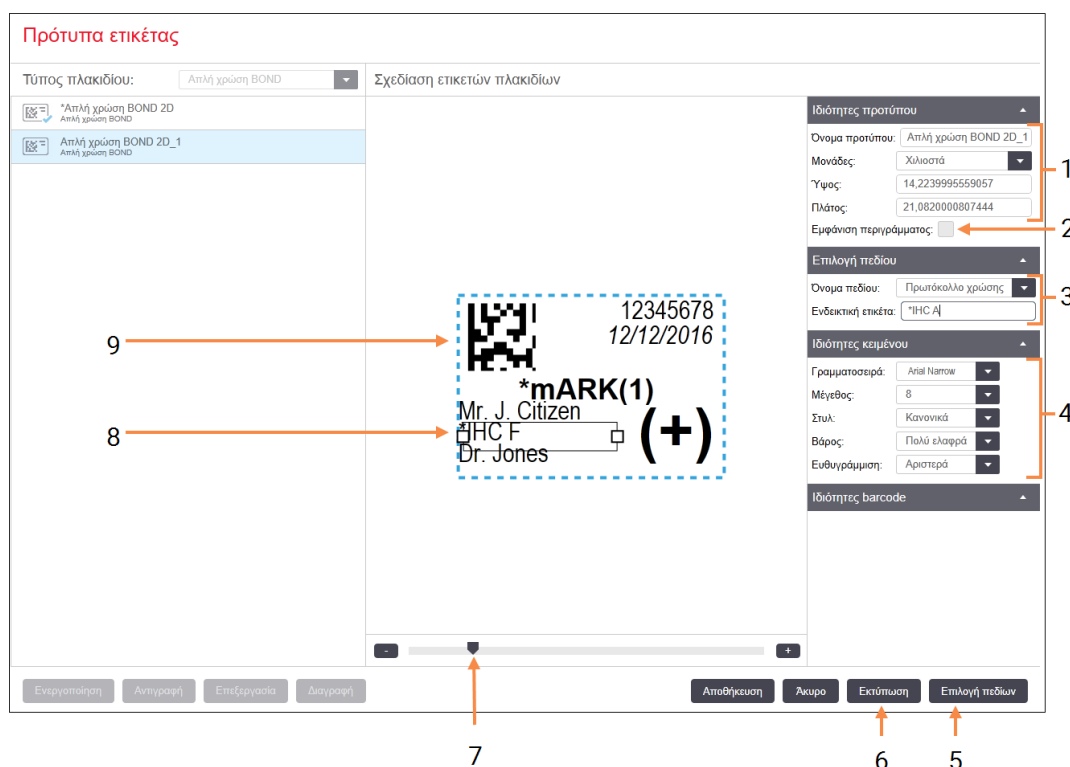 Πρότυπα ετικέτας
Τύπος πλακιδίου: Απλή χρώση BOND
*Απλή χρώση BOND 2D
Απλή χρώση BOND
Απλή χρώση BOND 2D_1
Απλή χρώση BOND
Σχεδίαση ετικετών πλακιδίων
12345678
12/12/2016
*mARK(1)
Mr. J. Citizen
*IHC F
(+)
Dr. Jones
9
8
- +
7
Ιδιότητες προτύπου
Όνομα προτύπου: Απλή χρώση BOND 2D_1
Μονάδες: Χιλιοστά
Ύψος: 14,2239995559057
Πλάτος: 21,0820000807444
Εμφάνιση περιγράμματος:
1
2
Επιλογή πεδίου
Όνομα πεδίου: Πρωτόκολλο χρώσης
Ενδεικτική ετικέτα: *IHC A
3
Ιδιότητες κειμένου
Γραμματοσειρά: Arial Narrow
Μέγεθος: 8
Στυλ: Κανονικά
Βάρος: Πολύ ελαφρά
Ευθυγράμμιση: Αριστερά
4
Ιδιότητες barcode
Ενεργοποίηση Αντιγραφή Επεξεργασία Διαγραφή
Αποθήκευση Άκυρο Εκτύπωση Επιλογή πεδίων
6 5